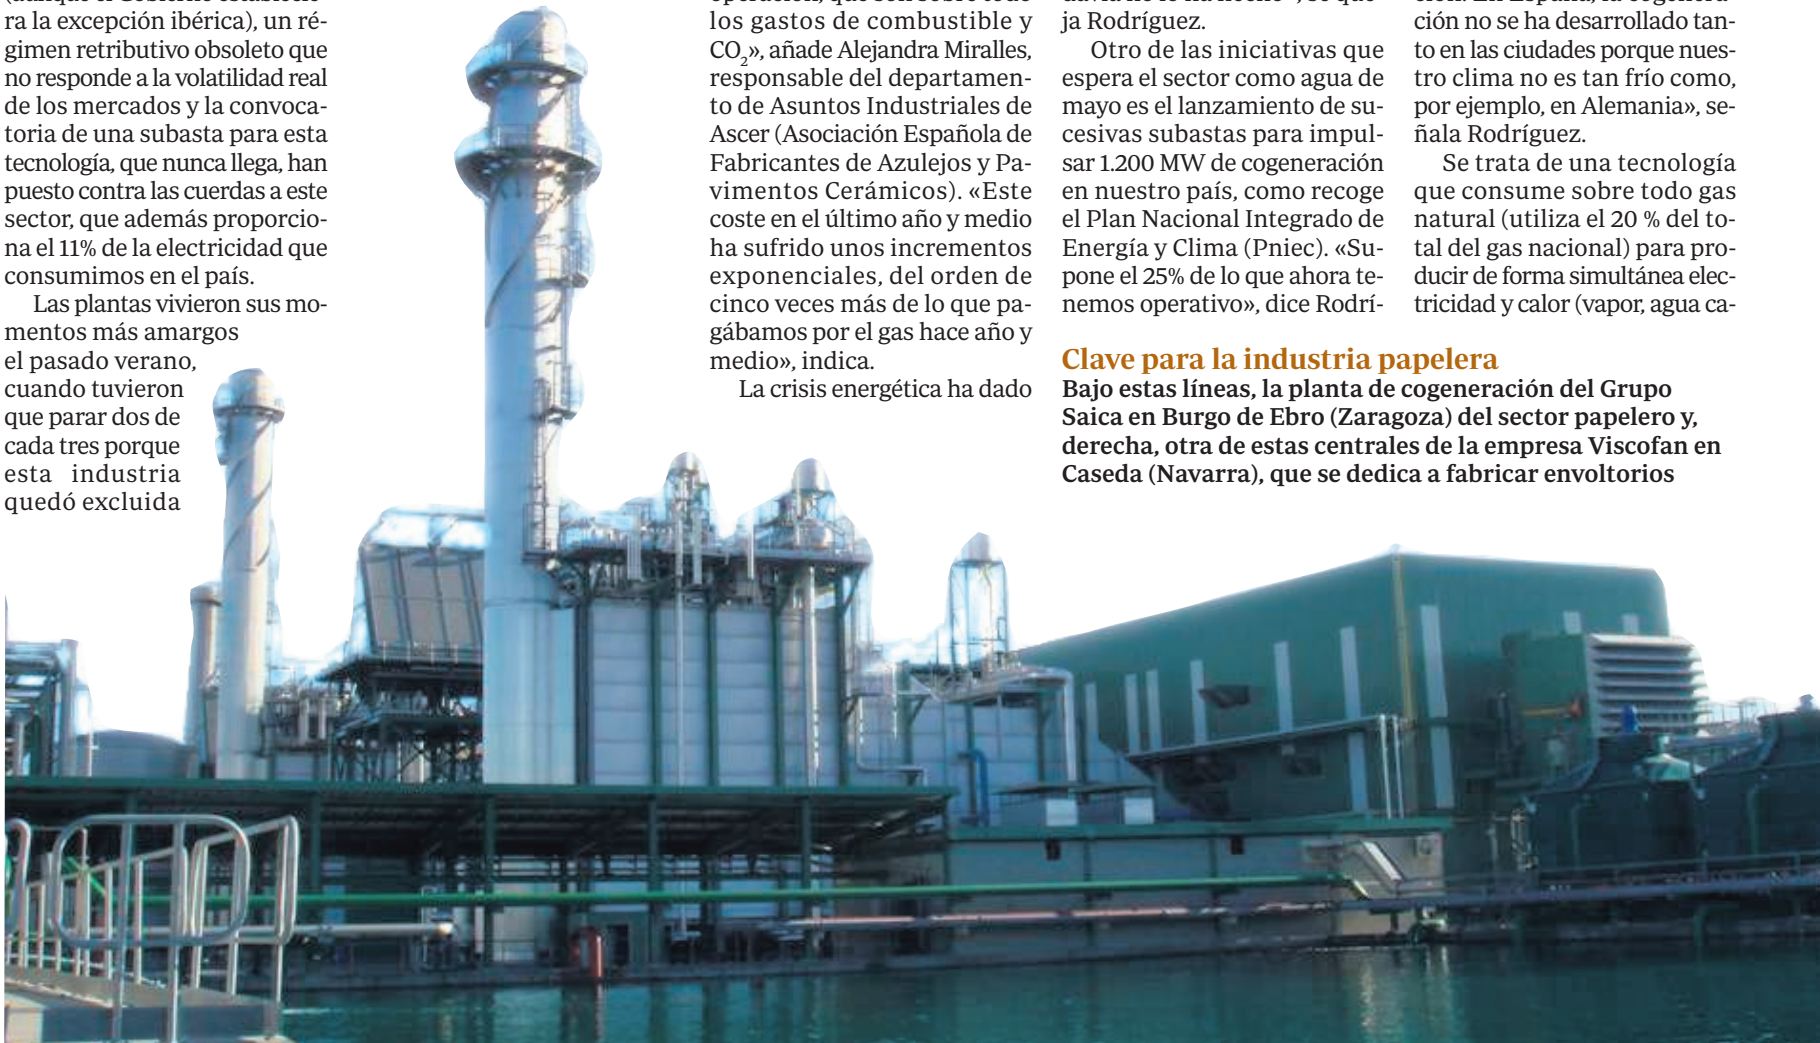 ra la excepción ibérica), un ré-
gimen retributivo obsoleto que
no responde a la volatilidad real
de los mercados y la convoca-
toria de una subasta para esta
tecnología, que nunca llega, han
puesto contra las cuerdas a este
sector, que además proporcio-
na el 11% de la electricidad que
consumimos en el país.
Las plantas vivieron sus mo-
mentos más amargos
el pasado verano,
cuando tuvieron
que parar dos de
cada tres porque
esta industria
quedó excluida
los gastos de combustible y
CO₂», añade Alejandra Miralles,
responsable del departamen-
to de Asuntos Industriales de
Ascer (Asociación Española de
Fabricantes de Azulejos y Pa-
vimentos Cerámicos). «Este
coste en el último año y medio
ha sufrido unos incrementos
exponenciales, del orden de
cinco veces más de lo que pa-
gábamos por el gas hace año y
medio», indica.
La crisis energética ha dado
ja Rodríguez.
Otro de las iniciativas que
espera el sector como agua de
mayo es el lanzamiento de su-
cesivas subastas para impul-
sar 1.200 MW de cogeneración
en nuestro país, como recoge
el Plan Nacional Integrado de
Energía y Clima (Pniec). «Su-
pone el 25% de lo que ahora te-
nemos operativo», dice Rodrí-
ción no se ha desarrollado tan-
to en las ciudades porque nues-
tro clima no es tan frío como,
por ejemplo, en Alemania», se-
ñala Rodríguez.
Se trata de una tecnología
que consume sobre todo gas
natural (utiliza el 20 % del to-
tal del gas nacional) para pro-
ducir de forma simultánea elec-
tricidad y calor (vapor, agua ca-
Clave para la industria papelera
Bajo estas líneas, la planta de cogeneración del Grupo
Saica en Burgo de Ebro (Zaragoza) del sector papelero y,
derecha, otra de estas centrales de la empresa Viscofan en
Caseda (Navarra), que se dedica a fabricar envoltorios